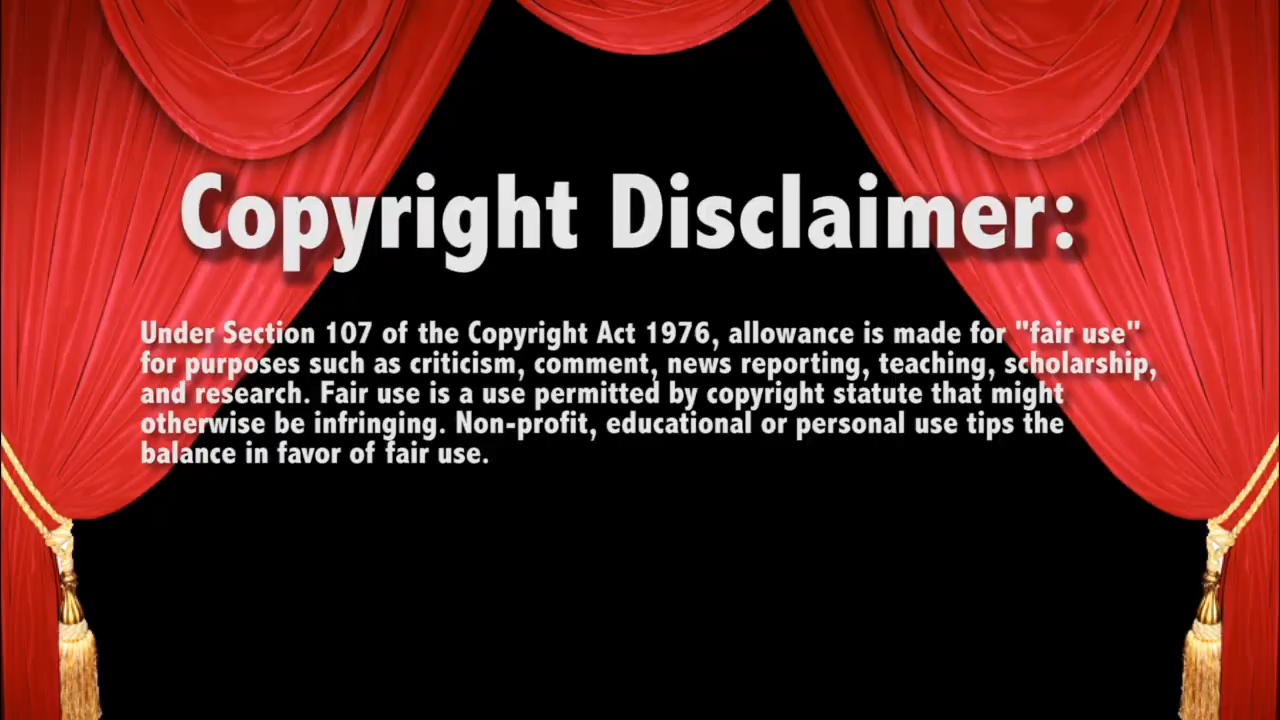 Copyright Disclaimer:
Under Section 107 of the Copyright Act 1976, allowance is made for "fair use"
for purposes such as criticism, comment, news reporting, teaching, scholarship,
and research. Fair use is a use permitted by copyright statute that might
otherwise be infringing. Non-profit, educational or personal use tips the
balance in favor of fair use.